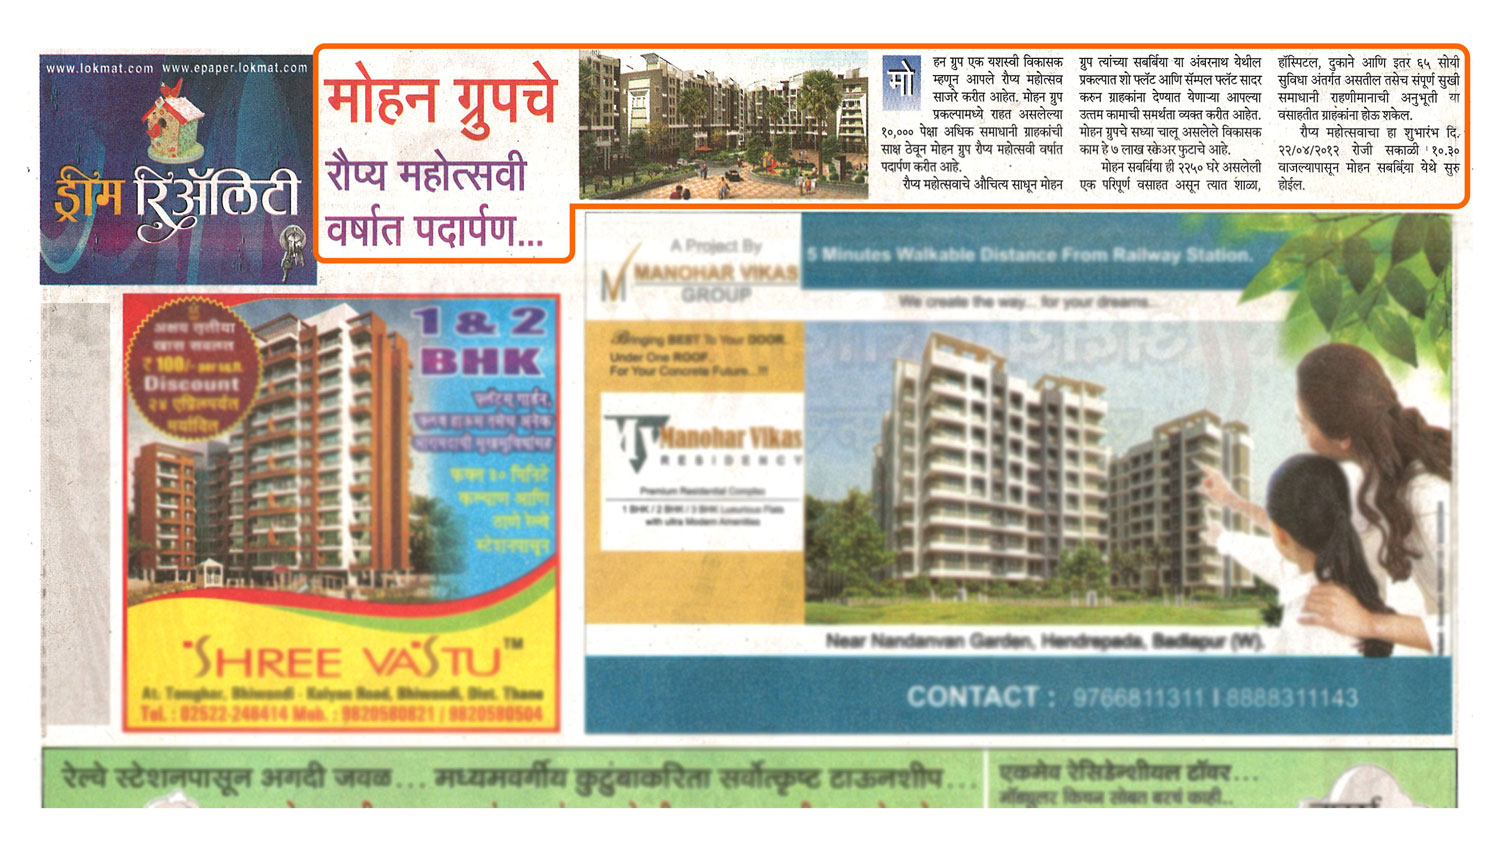 www.lokmat.com www.epaper.lokmat.com
ड्रीम रिअ‍ॅलिटी
मोहन ग्रुपचे
रौप्य महोत्सवी
वर्षात पदार्पण...
मोहन ग्रुप एक यशस्वी विकासक
म्हणून आपले रौप्य महोत्सव
साजरे करीत आहेत. मोहन ग्रुप
प्रकल्पामध्ये राहत असलेल्या
१०,००० पेक्षा अधिक समाधानी ग्राहकांची
साक्ष ठेवून मोहन ग्रुप रौप्य महोत्सवी वर्षात
पदार्पण करीत आहे.
रौप्य महोत्सवाचे औचित्य साधून मोहन
ग्रुप त्यांच्या सबर्बिया या अंबरनाथ येथील
प्रकल्पात शो फ्लॅट आणि सॅम्पल फ्लॅट सादर
करुन ग्राहकांना देण्यात येणाऱ्या आपल्या
उत्तम कामाची समर्थता व्यक्त करीत आहेत.
मोहन ग्रुपचे सध्या चालू असलेले विकासक
काम हे ७ लाख स्केअर फुटाचे आहे.
मोहन सबर्बिया ही २२५० घरे असलेली
एक परिपूर्ण वसाहत असून त्यात शाळा,
हॉस्पिटल, दुकाने आणि इतर ६५ सोयी
सुविधा अंतर्गत असतील तसेच संपूर्ण सुखी
समाधानी राहणीमानाची अनुभूती या
वसाहतीत ग्राहकांना होऊ शकेल.
रौप्य महोत्सवाचा हा शुभारंभ दि.
२२/०४/२०१२ रोजी सकाळी १०.३०
वाजल्यापासून मोहन सबर्बिया येथे सुरु
होईल.
A Project By
MANOHAR VIKAS
GROUP
5 Minutes Walkable Distance From Railway Station.
We create the way... for your dreams...
Bringing BEST To Your DOOR.
Under One ROOF..
For Your Concrete Future...!!!
Manohar Vikas
RESIDENCY
Premium Residential Complex
1 BHK / 2 BHK / 3 BHK Luxurious Flats
with ultra Modern Amenities
Near Nandanvan Garden, Hendrepada, Badlapur (W).
CONTACT : 9766811311 I 8888311143
अक्षय तृतीया
खास सवलत
₹ 100/- per sq.ft.
Discount
२४ एप्रिलपर्यंत
मर्यादित
1 & 2
BHK
फक्त ३० मिनिटे
कल्याण आणि
ठाणे रेल्वे
स्टेशनपासून
SHREE VASTU™
At. Temghar, Bhiwandi - Kalyan Road, Bhiwandi, Dist. Thane
Tel. : 02522-248414 Mob. : 9820580821 / 9820580504
रेल्वे स्टेशनपासून अगदी जवळ... मध्यमवर्गीय कुटुंबाकरिता सर्वोत्कृष्ट टाऊनशीप...
एकमेव रेसिडेन्शीयल टॉवर...
मॉड्युलर किचन सोबत बरचं काही..